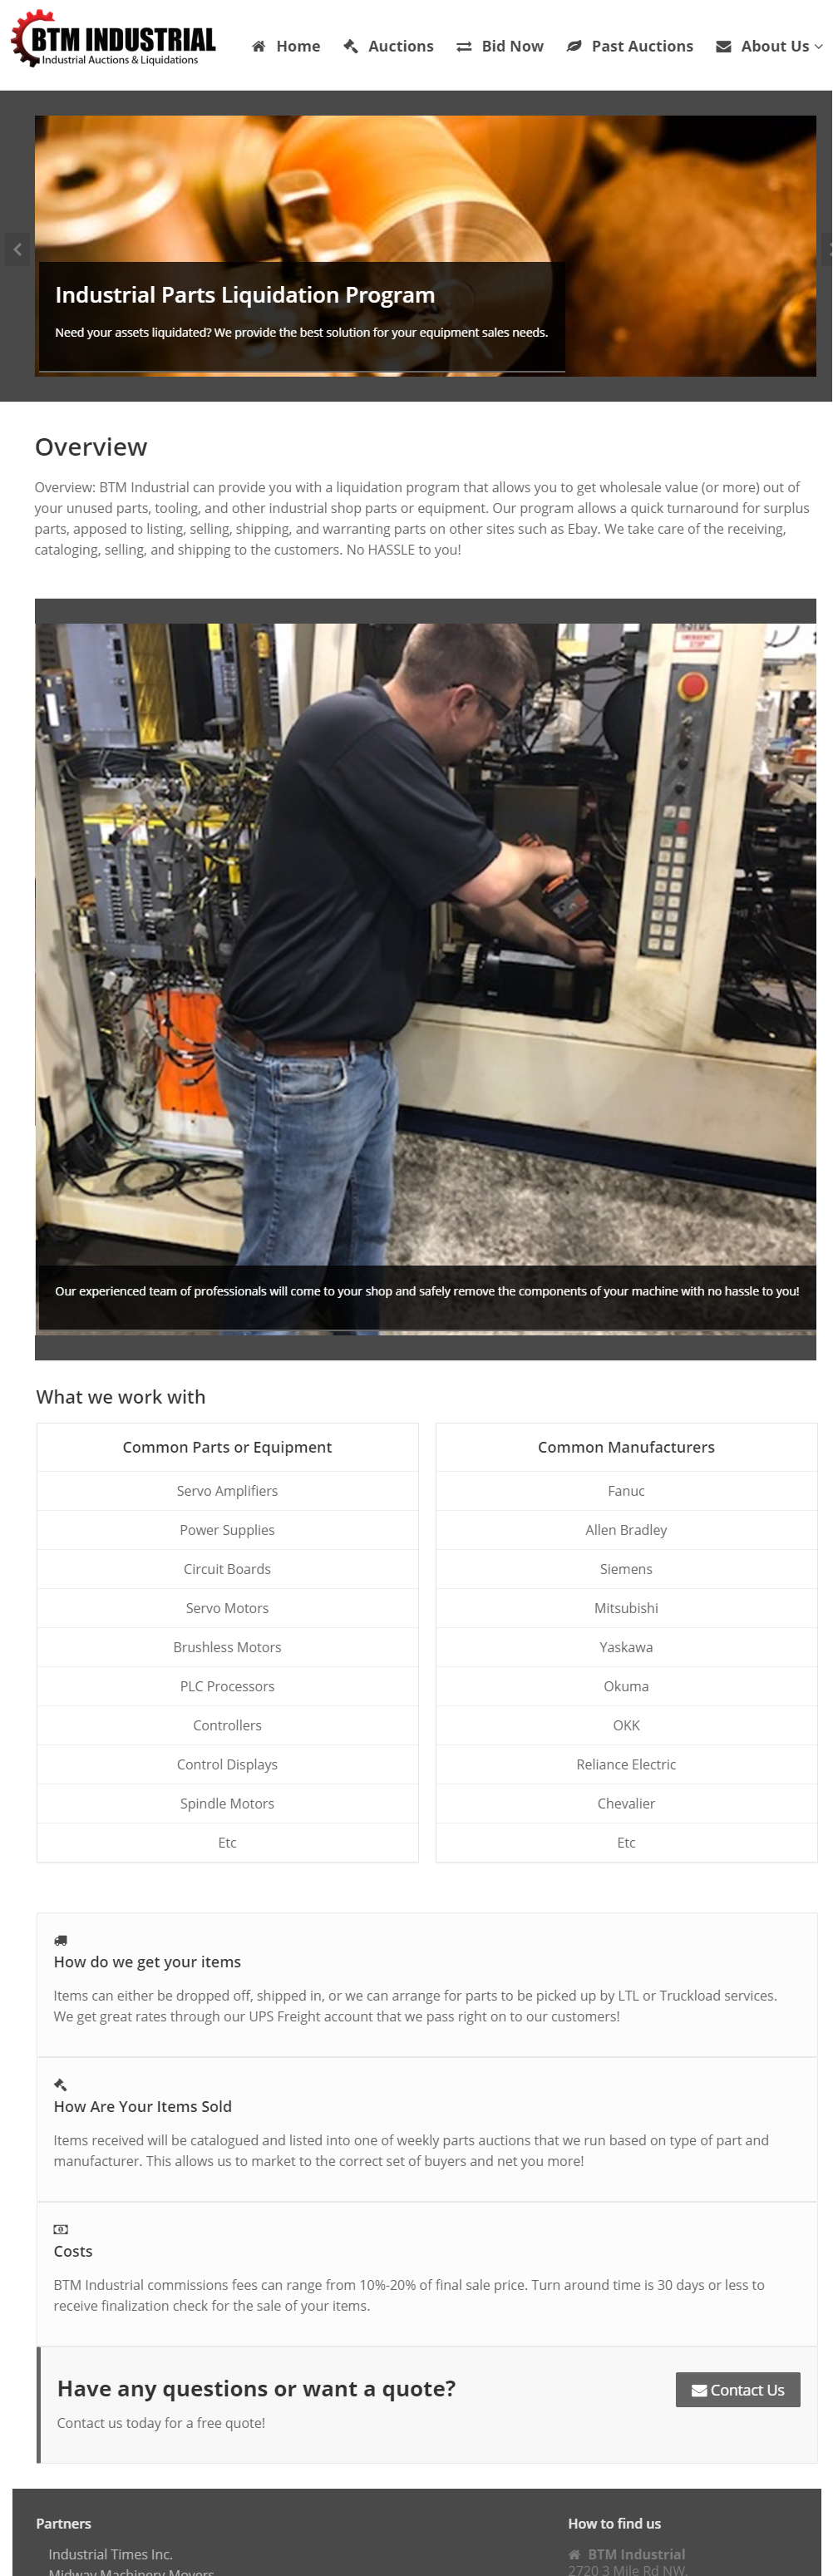 BTM INDUSTRIAL
Industrial Auctions & Liquidations
Home
Auctions
Bid Now
Past Auctions
About Us
Industrial Parts Liquidation Program
Need your assets liquidated? We provide the best solution for your equipment sales needs.
Overview
Overview: BTM Industrial can provide you with a liquidation program that allows you to get wholesale value (or more) out of
your unused parts, tooling, and other industrial shop parts or equipment. Our program allows a quick turnaround for surplus
parts, apposed to listing, selling, shipping, and warranting parts on other sites such as Ebay. We take care of the receiving,
cataloging, selling, and shipping to the customers. No HASSLE to you!
EMERGENCY
STOP
Our experienced team of professionals will come to your shop and safely remove the components of your machine with no hassle to you!
What we work with
Common Parts or Equipment
Servo Amplifiers
Power Supplies
Circuit Boards
Servo Motors
Brushless Motors
PLC Processors
Controllers
Control Displays
Spindle Motors
Etc
Common Manufacturers
Fanuc
Allen Bradley
Siemens
Mitsubishi
Yaskawa
Okuma
OKK
Reliance Electric
Chevalier
Etc
How do we get your items
Items can either be dropped off, shipped in, or we can arrange for parts to be picked up by LTL or Truckload services.
We get great rates through our UPS Freight account that we pass right on to our customers!
How Are Your Items Sold
Items received will be catalogued and listed into one of weekly parts auctions that we run based on type of part and
manufacturer. This allows us to market to the correct set of buyers and net you more!
Costs
BTM Industrial commissions fees can range from 10%-20% of final sale price. Turn around time is 30 days or less to
receive finalization check for the sale of your items.
Have any questions or want a quote?
Contact us today for a free quote!
Contact Us
Partners
Industrial Times Inc.
Midway Machinery Movers
How to find us
BTM Industrial
2720 3 Mile Rd NW,